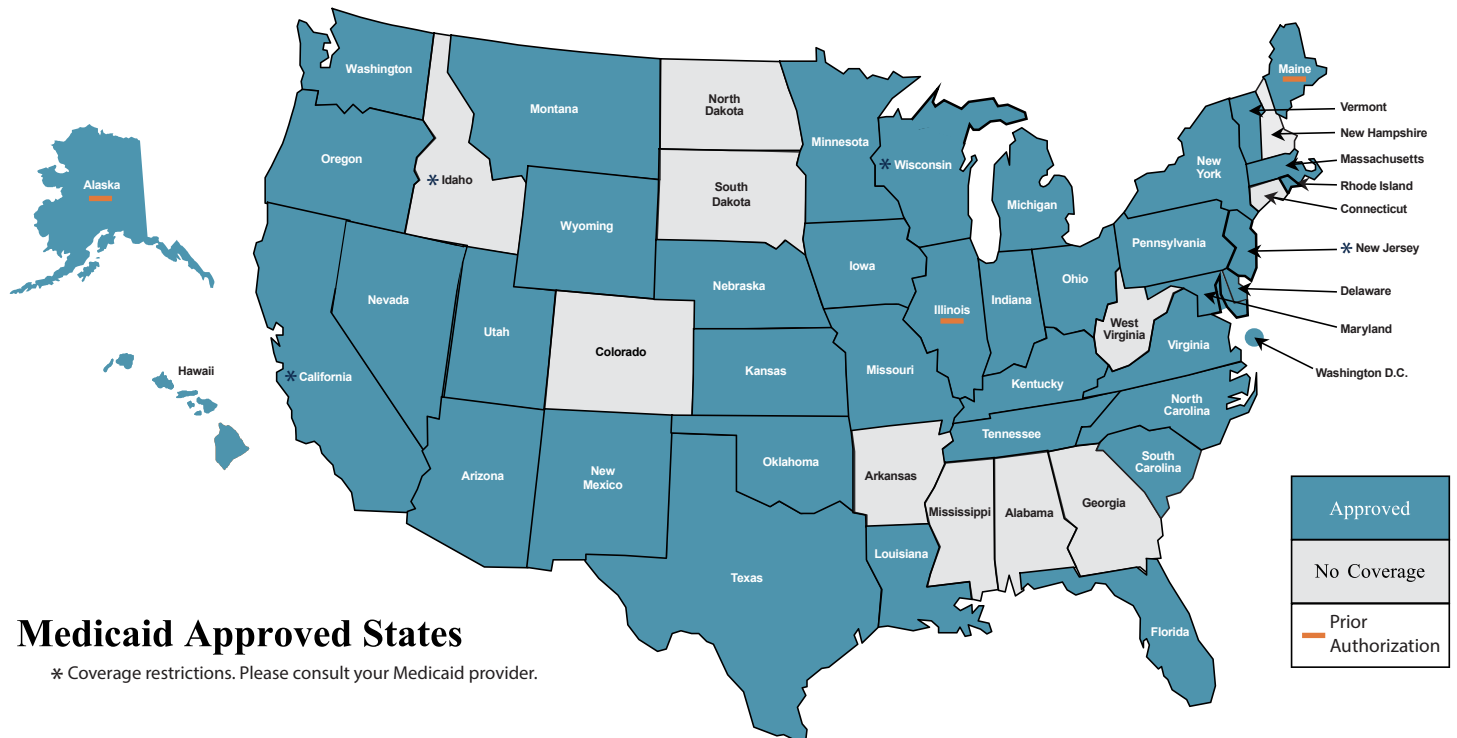 Washington
Montana
North
Dakota
Minnesota
Maine
Vermont
New Hampshire
Massachusetts
Rhode Island
Connecticut
Oregon
* Idaho
* Wisconsin
New
York
Alaska
South
Dakota
Michigan
Wyoming
Pennsylvania
* New Jersey
Iowa
Nebraska
Ohio
Delaware
Nevada
Illinois
Indiana
Maryland
Utah
West
Virginia
Virginia
Colorado
Hawaii
* California
Kansas
Missouri
Kentucky
Washington D.C.
North
Carolina
Tennessee
Arizona
New
Mexico
Oklahoma
Arkansas
South
Carolina
Mississippi
Alabama
Georgia
Louisiana
Texas
Florida
Approved
No Coverage
Prior
Authorization
Medicaid Approved States
* Coverage restrictions. Please consult your Medicaid provider.